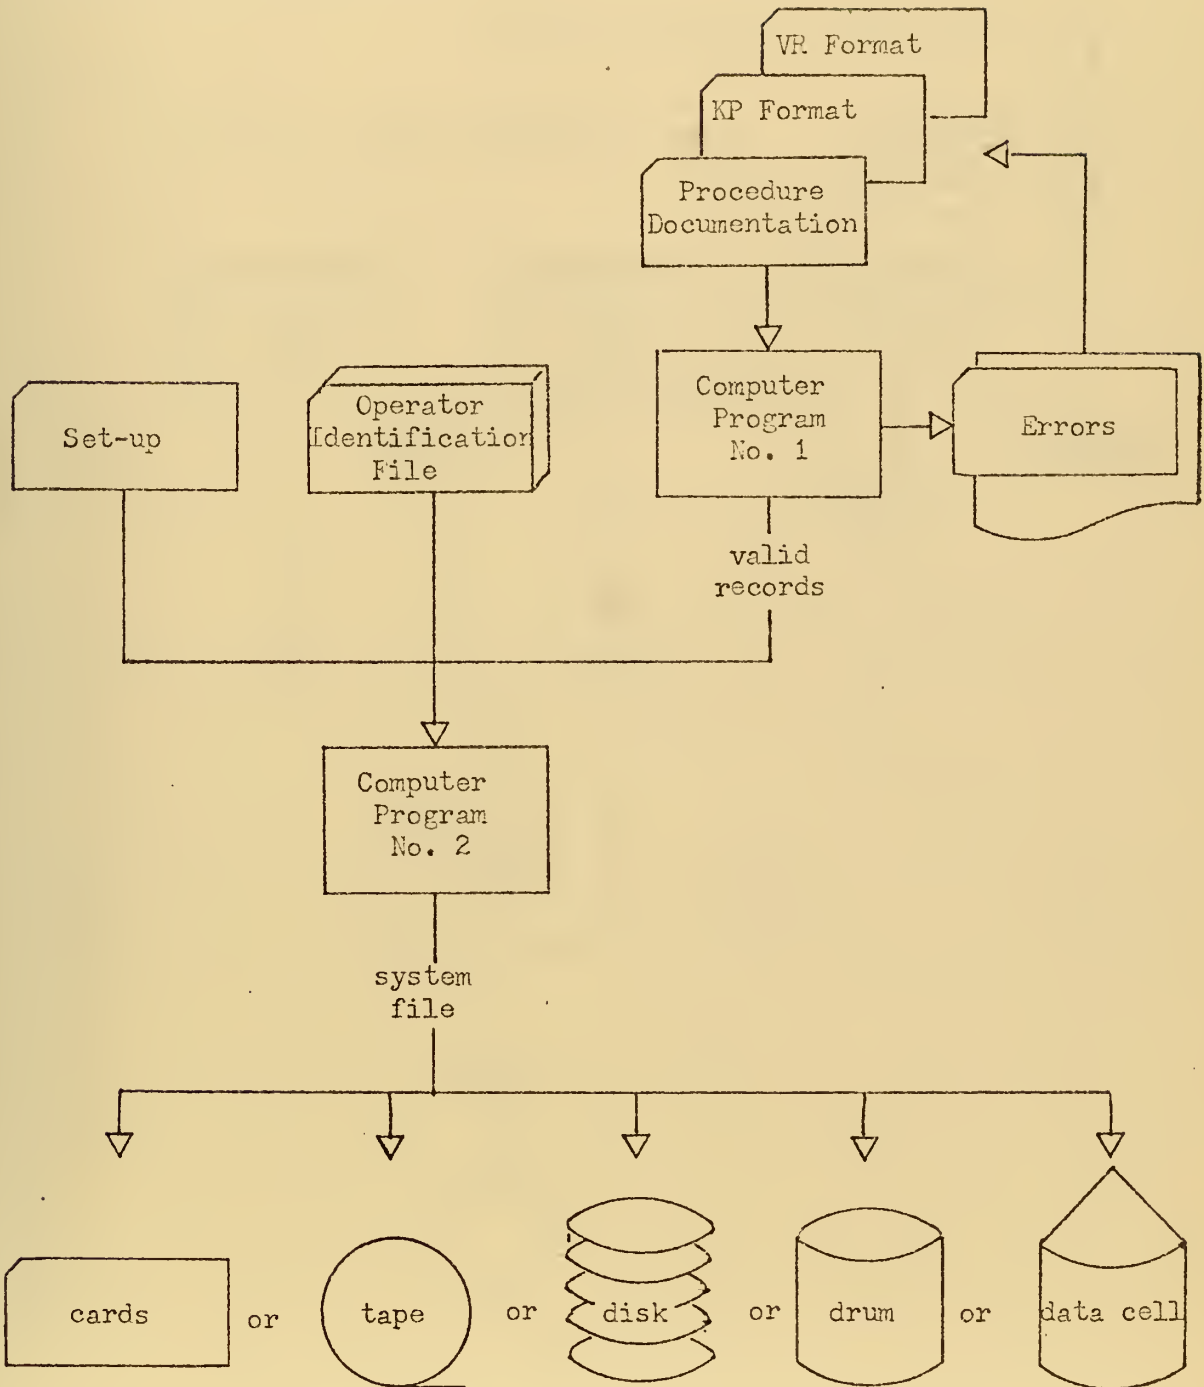 VR Format
KP Format
Procedure
Documentation
Computer
Program
No. 1
Errors
Set-up
Operator
Identification
File
valid
records
Computer
Program
No. 2
system
file
cards
or
tape
or
disk
or
drum
or
data cell